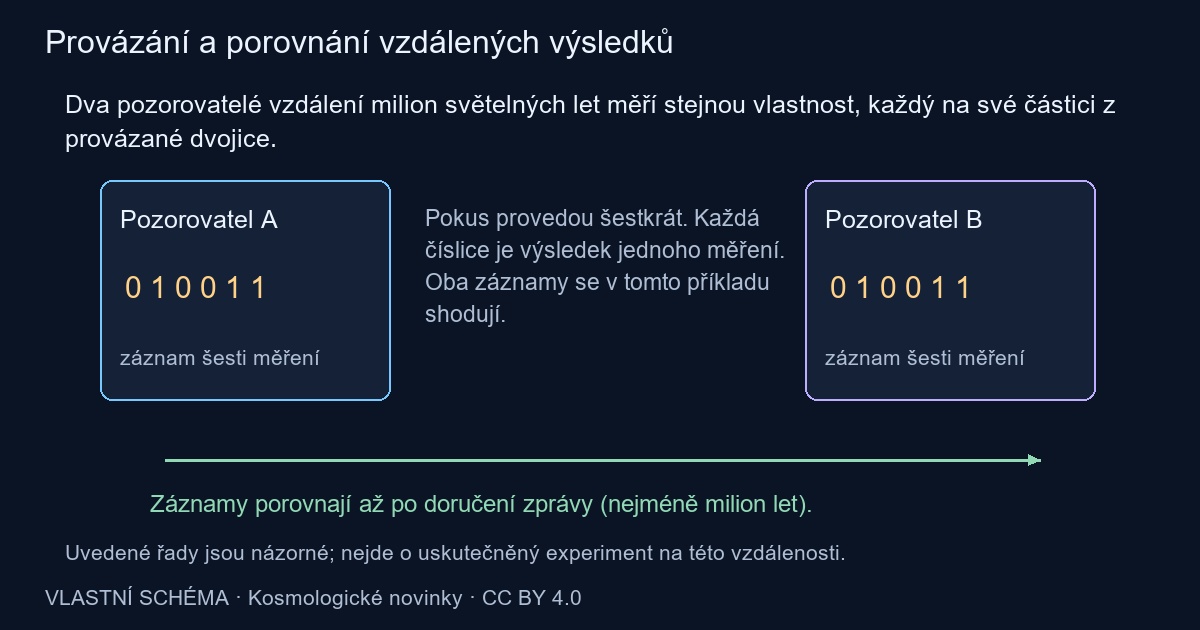 Provázání a porovnání vzdálených výsledků
Dva pozorovatelé vzdálení milion světelných let měří stejnou vlastnost, každý na své částici z
provázané dvojice.
Pozorovatel A
0 1 0 0 1 1
záznam šesti měření
Pokus provedou šestkrát. Každá
číslice je výsledek jednoho měření.
Oba záznamy se v tomto příkladu
shodují.
Pozorovatel B
0 1 0 0 1 1
záznam šesti měření
Záznamy porovnají až po doručení zprávy (nejméně milion let).
Uvedené řady jsou názorné; nejde o uskutečněný experiment na této vzdálenosti.
VLASTNÍ SCHÉMA · Kosmologické novinky · CC BY 4.0